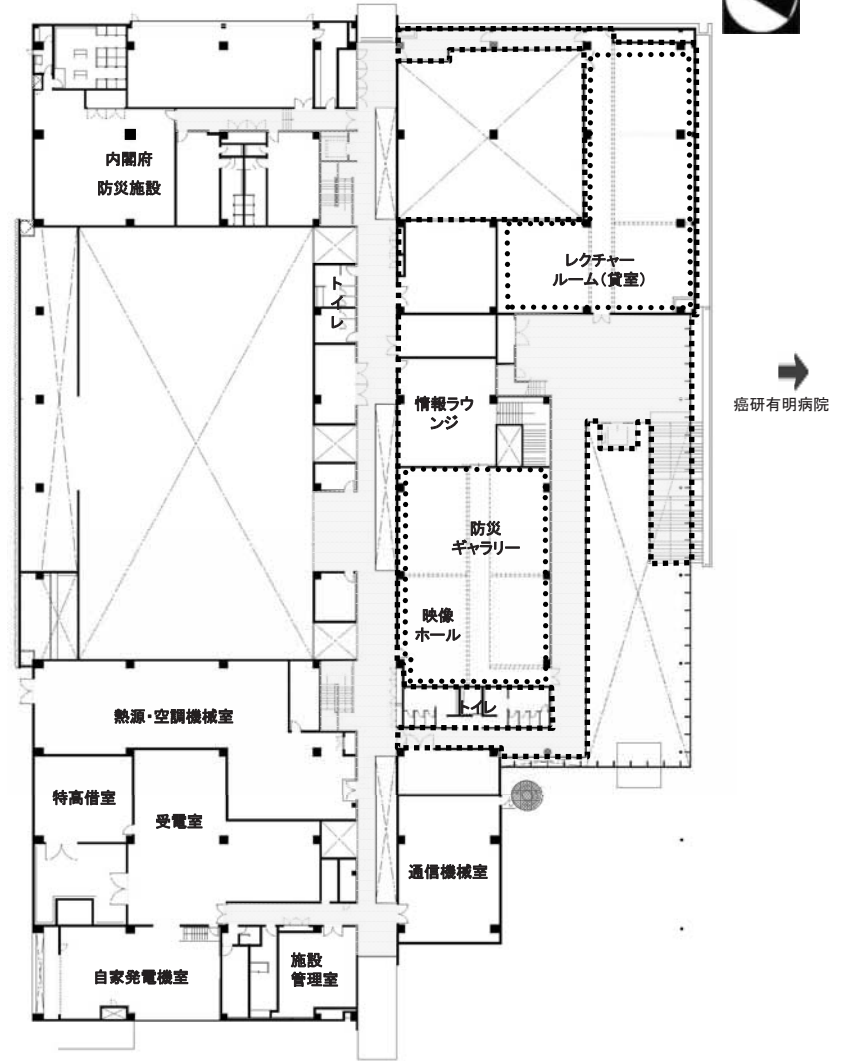 内閣府
防災施設
レクチャー
ルーム（貸室）
トイレ
癌研有明病院
情報ラウ
ンジ
防災
ギャラリー
映像
ホール
トイレ
熱源・空調機械室
特高借室
受電室
通信機械室
自家発電機室
施設
管理室